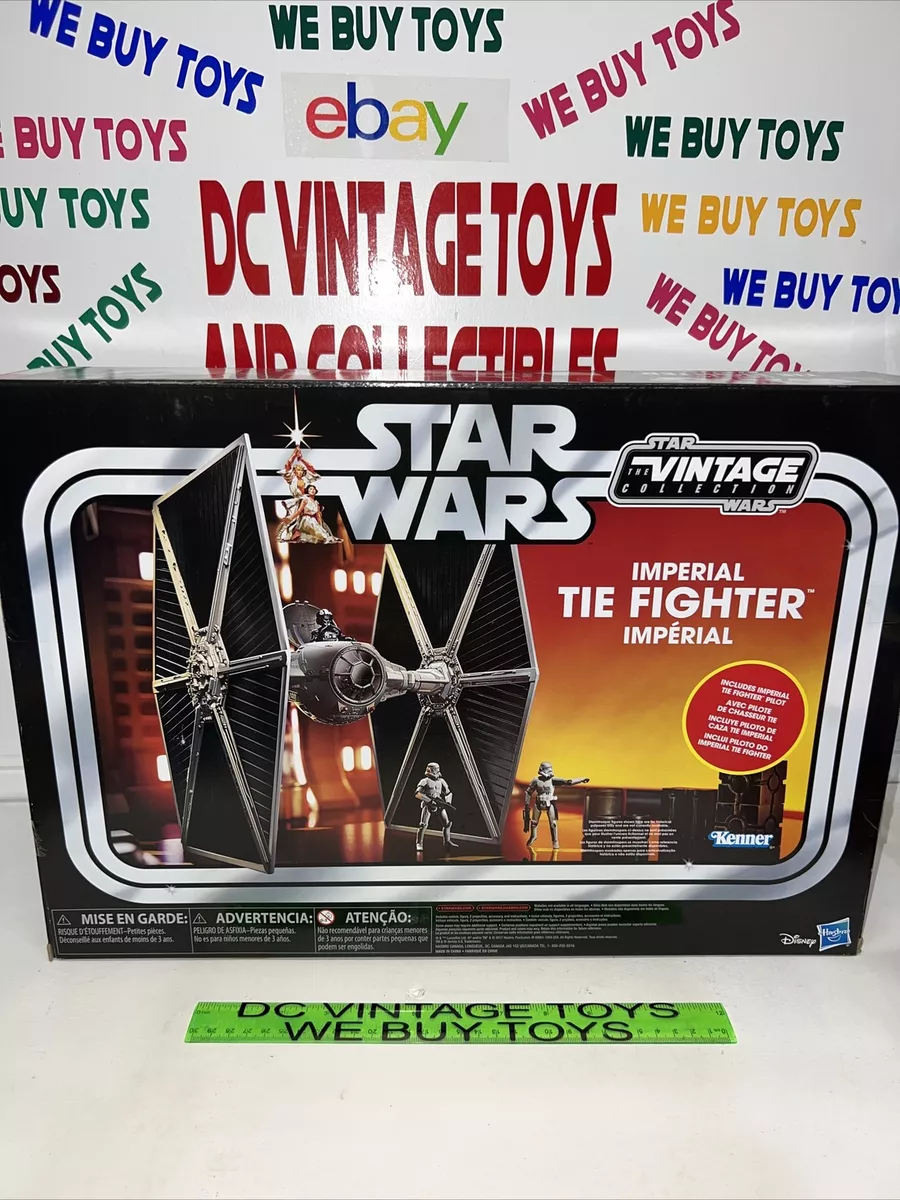 WE BUY TOYS
WE BUY TOYS
WE BUY TOYS
ebay
BUY TOYS
WE BUY TOYS
UY TOYS
DC VINTAGE TOYS
WE BUY TOYS
OYS
WE BUY TOY
UY TOYS
WE BUY TO
AND COLLECTIBLES
STAR
WARS
STAR
THE VINTAGE
COLLECTION
WARS™
IMPERIAL
TIE FIGHTER™
IMPÉRIAL
INCLUDES IMPERIAL
TIE FIGHTER™ PILOT
AVEC PILOTE
DE CHASSEUR TIE
INCLUYE PILOTO DE
CAZA TIE IMPERIAL
INCLUI PILOTO DO
IMPERIAL TIE FIGHTER
Kenner
MISE EN GARDE:
RISQUE D'ÉTOUFFEMENT–Petites pièces.
Déconseillé aux enfants de moins de 3 ans.
ADVERTENCIA:
PELIGRO DE ASFIXIA–Piezas pequeñas.
No es para niños menores de 3 años.
ATENÇÃO:
Não recomendável para crianças menores
de 3 anos por conter partes pequenas que
podem ser engolidas.
Disney
Hasbro
DC VINTAGE TOYS
WE BUY TOYS